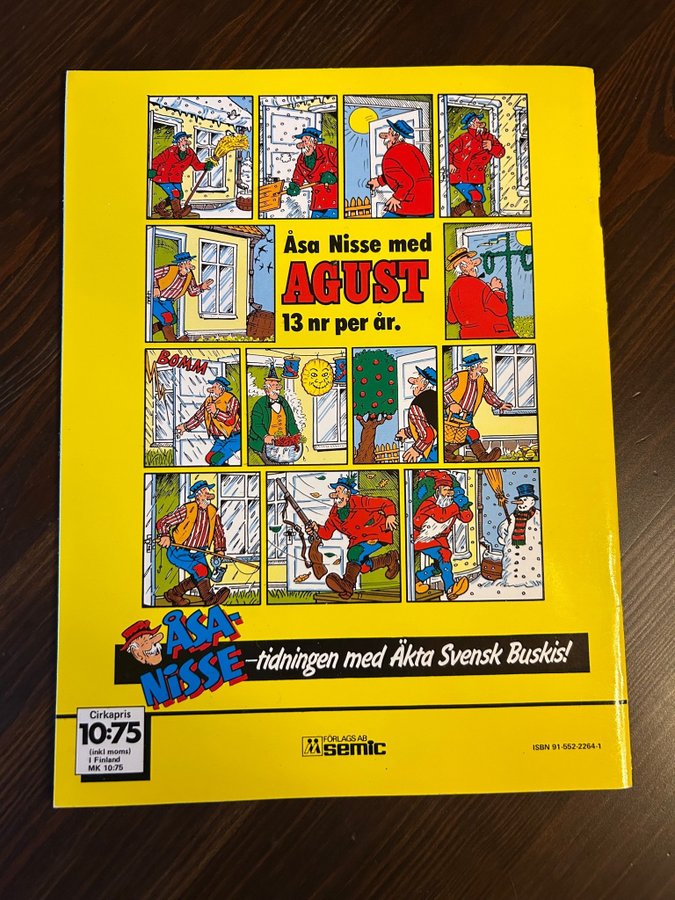 Åsa Nisse med
AGUST
13 nr per år.
BOMM
ÅSA-
NISSE
–tidningen med Äkta Svensk Buskis!
Cirkapris
10:75
(inkl moms)
I Finland
MK 10:75
FÖRLAGS AB
semic
ISBN 91-552-2264-1